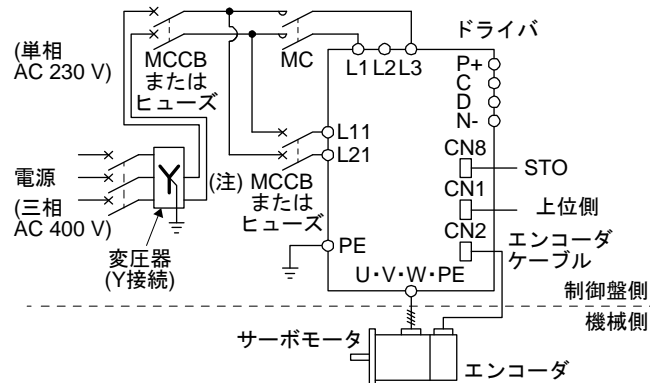 (単相
AC 230 V)
MCCB
または
ヒューズ
MC
L1 L2 L3
ドライバ
P+
C
D
N-
L11
L21
MCCB
または
ヒューズ
CN8
STO
CN1
上位側
CN2
エンコーダ
ケーブル
電源
(三相
AC 400 V)
(注)
変圧器
(Y接続)
PE
U・V・W・PE
制御盤側
機械側
サーボモータ
エンコーダ